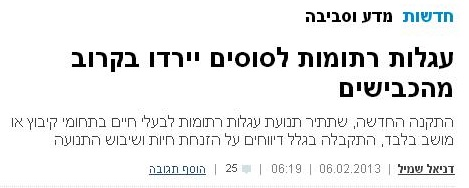 חדשות מדע וסביבה
עגלות רתומות לסוסים יירדו בקרוב
מהכבישים
התקנה החדשה, שתתיר תנועת עגלות רתומות לבעלי חיים בתחומי קיבוץ או
מושב בלבד, התקבלה בגלל דיווחים על הזנחת חיות ושיבוש התנועה
דניאל שמיל | 06.02.2013 | 06:19 | 25 | הוסף תגובה